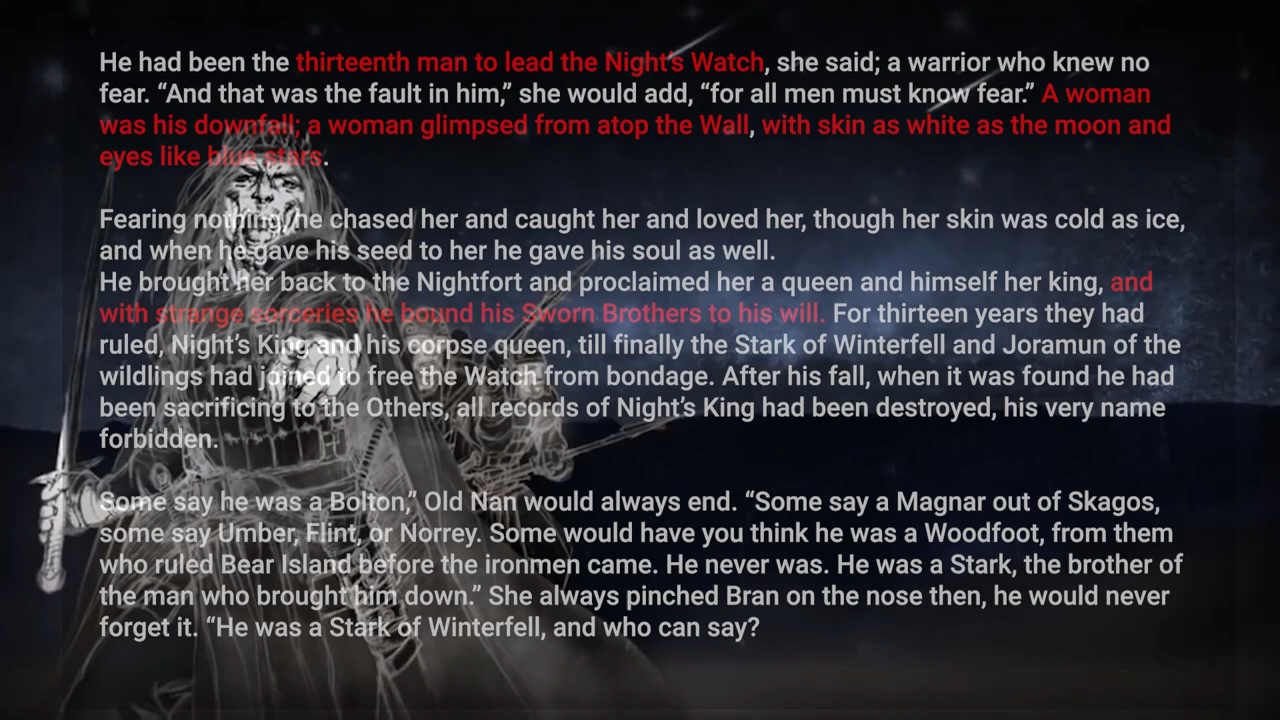 He had been the thirteenth man to lead the Night's Watch, she said; a warrior who knew no
fear. “And that was the fault in him,” she would add, “for all men must know fear.” A woman
was his downfall; a woman glimpsed from atop the Wall, with skin as white as the moon and
eyes like blue stars.
Fearing nothing, he chased her and caught her and loved her, though her skin was cold as ice,
and when he gave his seed to her he gave his soul as well.
He brought her back to the Nightfort and proclaimed her a queen and himself her king, and
with strange sorceries he bound his Sworn Brothers to his will. For thirteen years they had
ruled, Night’s King and his corpse queen, till finally the Stark of Winterfell and Joramun of the
wildlings had joined to free the Watch from bondage. After his fall, when it was found he had
been sacrificing to the Others, all records of Night’s King had been destroyed, his very name
forbidden.
Some say he was a Bolton,” Old Nan would always end. “Some say a Magnar out of Skagos,
some say Umber, Flint, or Norrey. Some would have you think he was a Woodfoot, from them
who ruled Bear Island before the ironmen came. He never was. He was a Stark, the brother of
the man who brought him down.” She always pinched Bran on the nose then, he would never
forget it. “He was a Stark of Winterfell, and who can say?